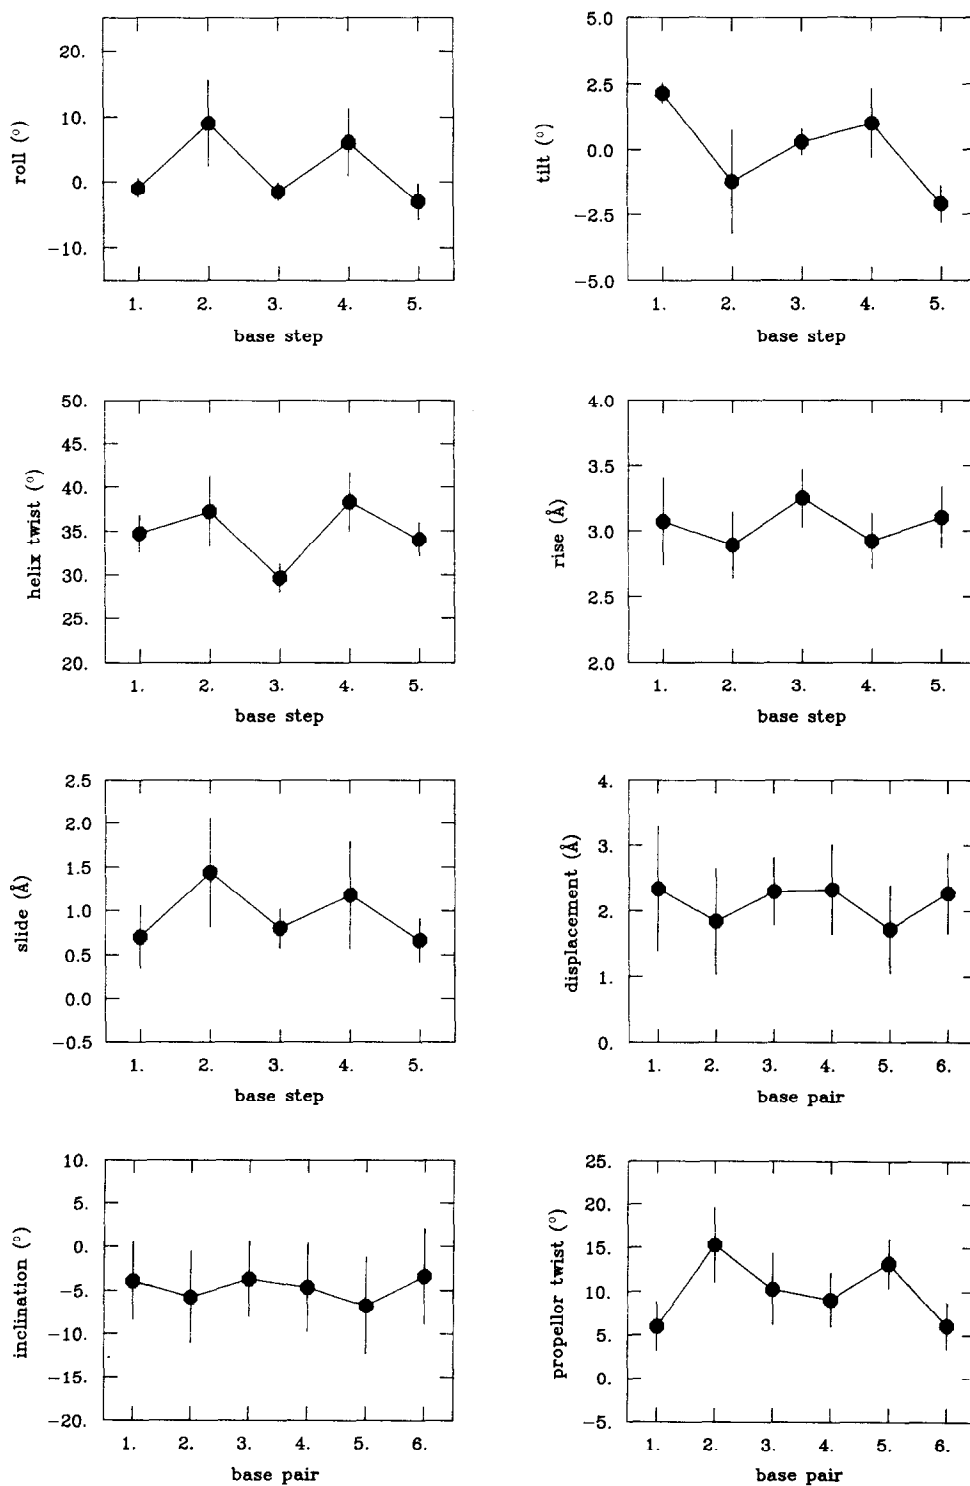 roll (°)
20.
10.
0.
−10.
1. 2. 3. 4. 5.
base step
tilt (°)
5.0
2.5
0.0
−2.5
−5.0
1. 2. 3. 4. 5.
base step
helix twist (°)
50.
45.
40.
35.
30.
25.
20.
1. 2. 3. 4. 5.
base step
rise (Å)
4.0
3.5
3.0
2.5
2.0
1. 2. 3. 4. 5.
base step
slide (Å)
2.5
2.0
1.5
1.0
0.5
0.0
−0.5
1. 2. 3. 4. 5.
base step
displacement (Å)
4.
3.
2.
1.
0.
1. 2. 3. 4. 5. 6.
base pair
inclination (°)
10.
5.
0.
−5.
−10.
−15.
−20.
1. 2. 3. 4. 5. 6.
base pair
propellor twist (°)
25.
20.
15.
10.
5.
0.
−5.
1. 2. 3. 4. 5. 6.
base pair